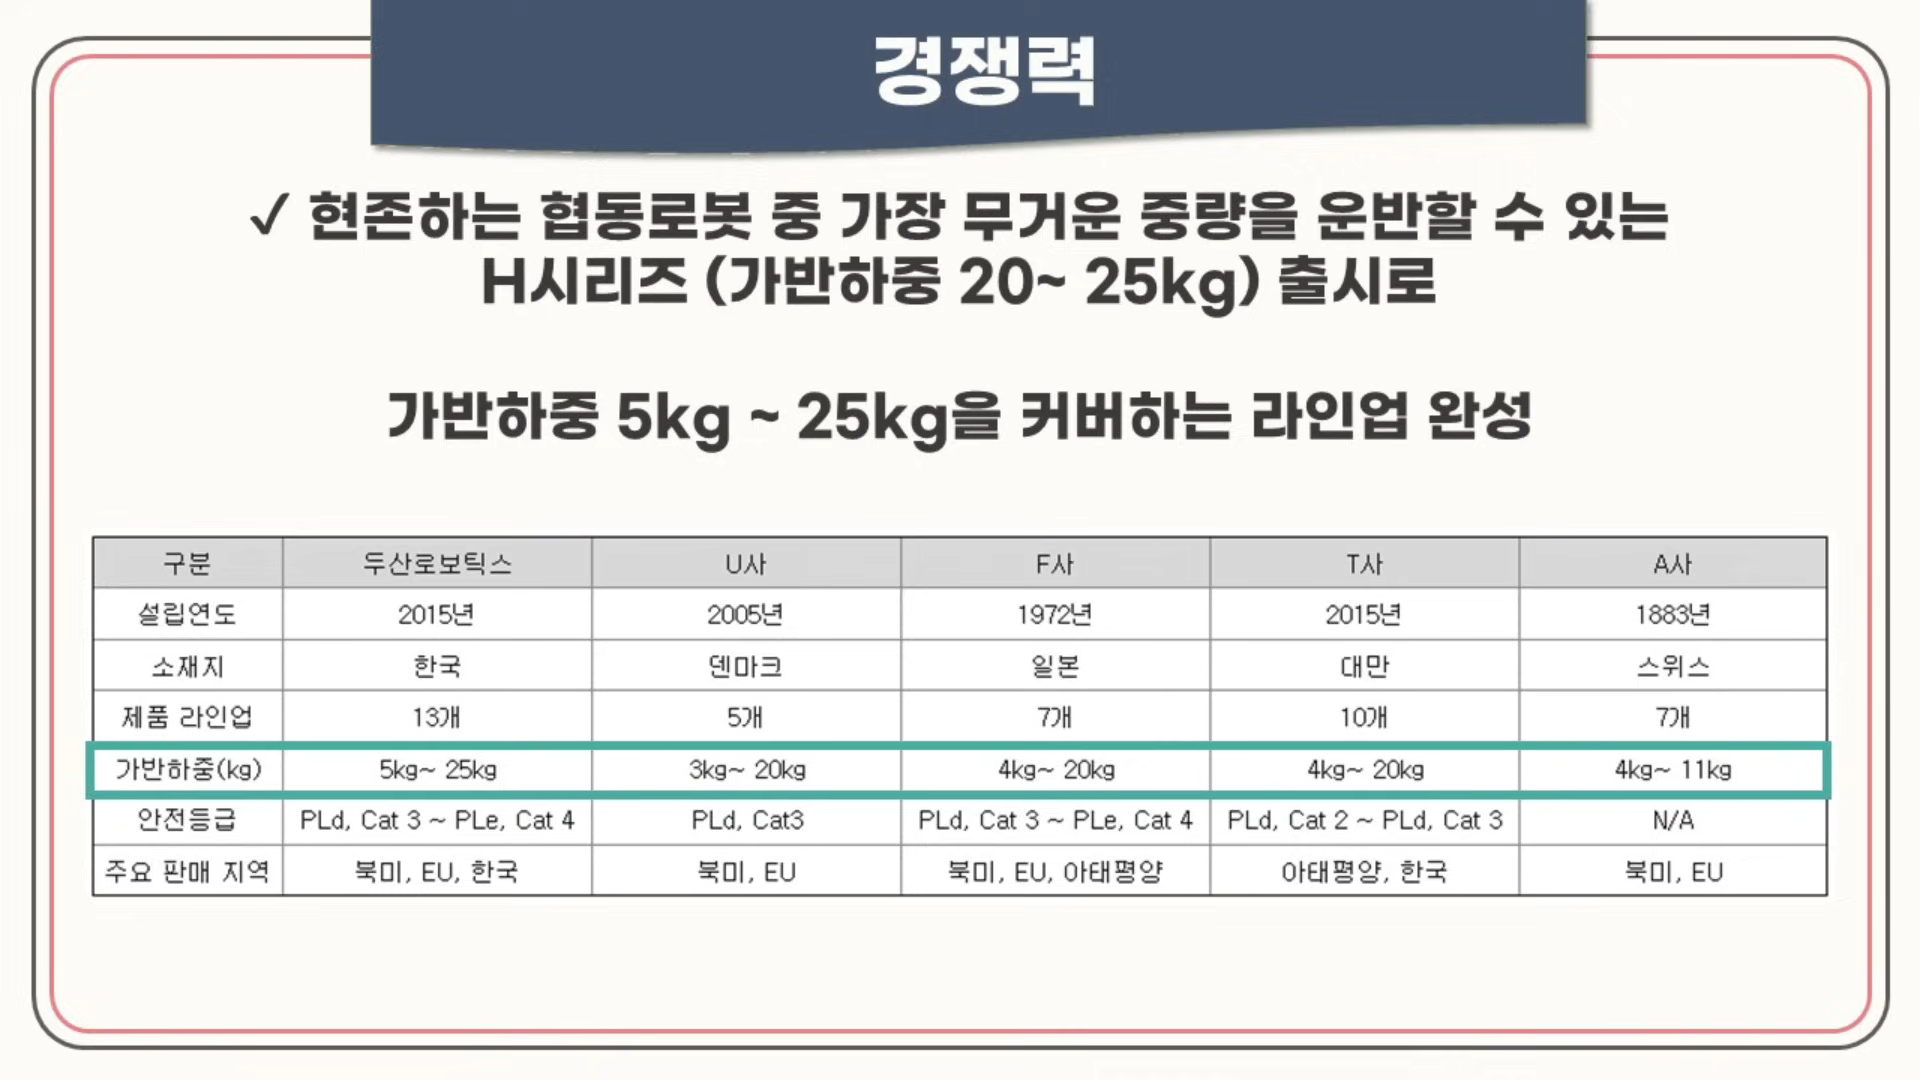 경쟁력
✓ 현존하는 협동로봇 중 가장 무거운 중량을 운반할 수 있는
H시리즈 (가반하중 20~ 25kg) 출시로
가반하중 5kg ~ 25kg을 커버하는 라인업 완성
구분 두산로보틱스 U사 F사 T사 A사
설립연도 2015년 2005년 1972년 2015년 1883년
소재지 한국 덴마크 일본 대만 스위스
제품 라인업 13개 5개 7개 10개 7개
가반하중(kg) 5kg~ 25kg 3kg~ 20kg 4kg~ 20kg 4kg~ 20kg 4kg~ 11kg
안전등급 PLd, Cat 3 ~ PLe, Cat 4 PLd, Cat3 PLd, Cat 3 ~ PLe, Cat 4 PLd, Cat 2 ~ PLd, Cat 3 N/A
주요 판매 지역 북미, EU, 한국 북미, EU 북미, EU, 아태평양 아태평양, 한국 북미, EU